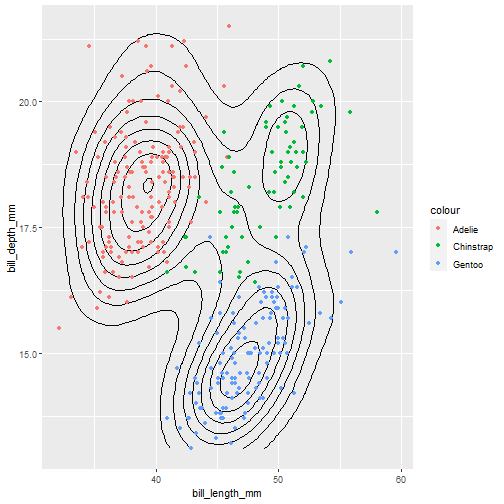 20.0
17.5
15.0
bill_depth_mm
40
50
60
bill_length_mm
colour
Adelie
Chinstrap
Gentoo